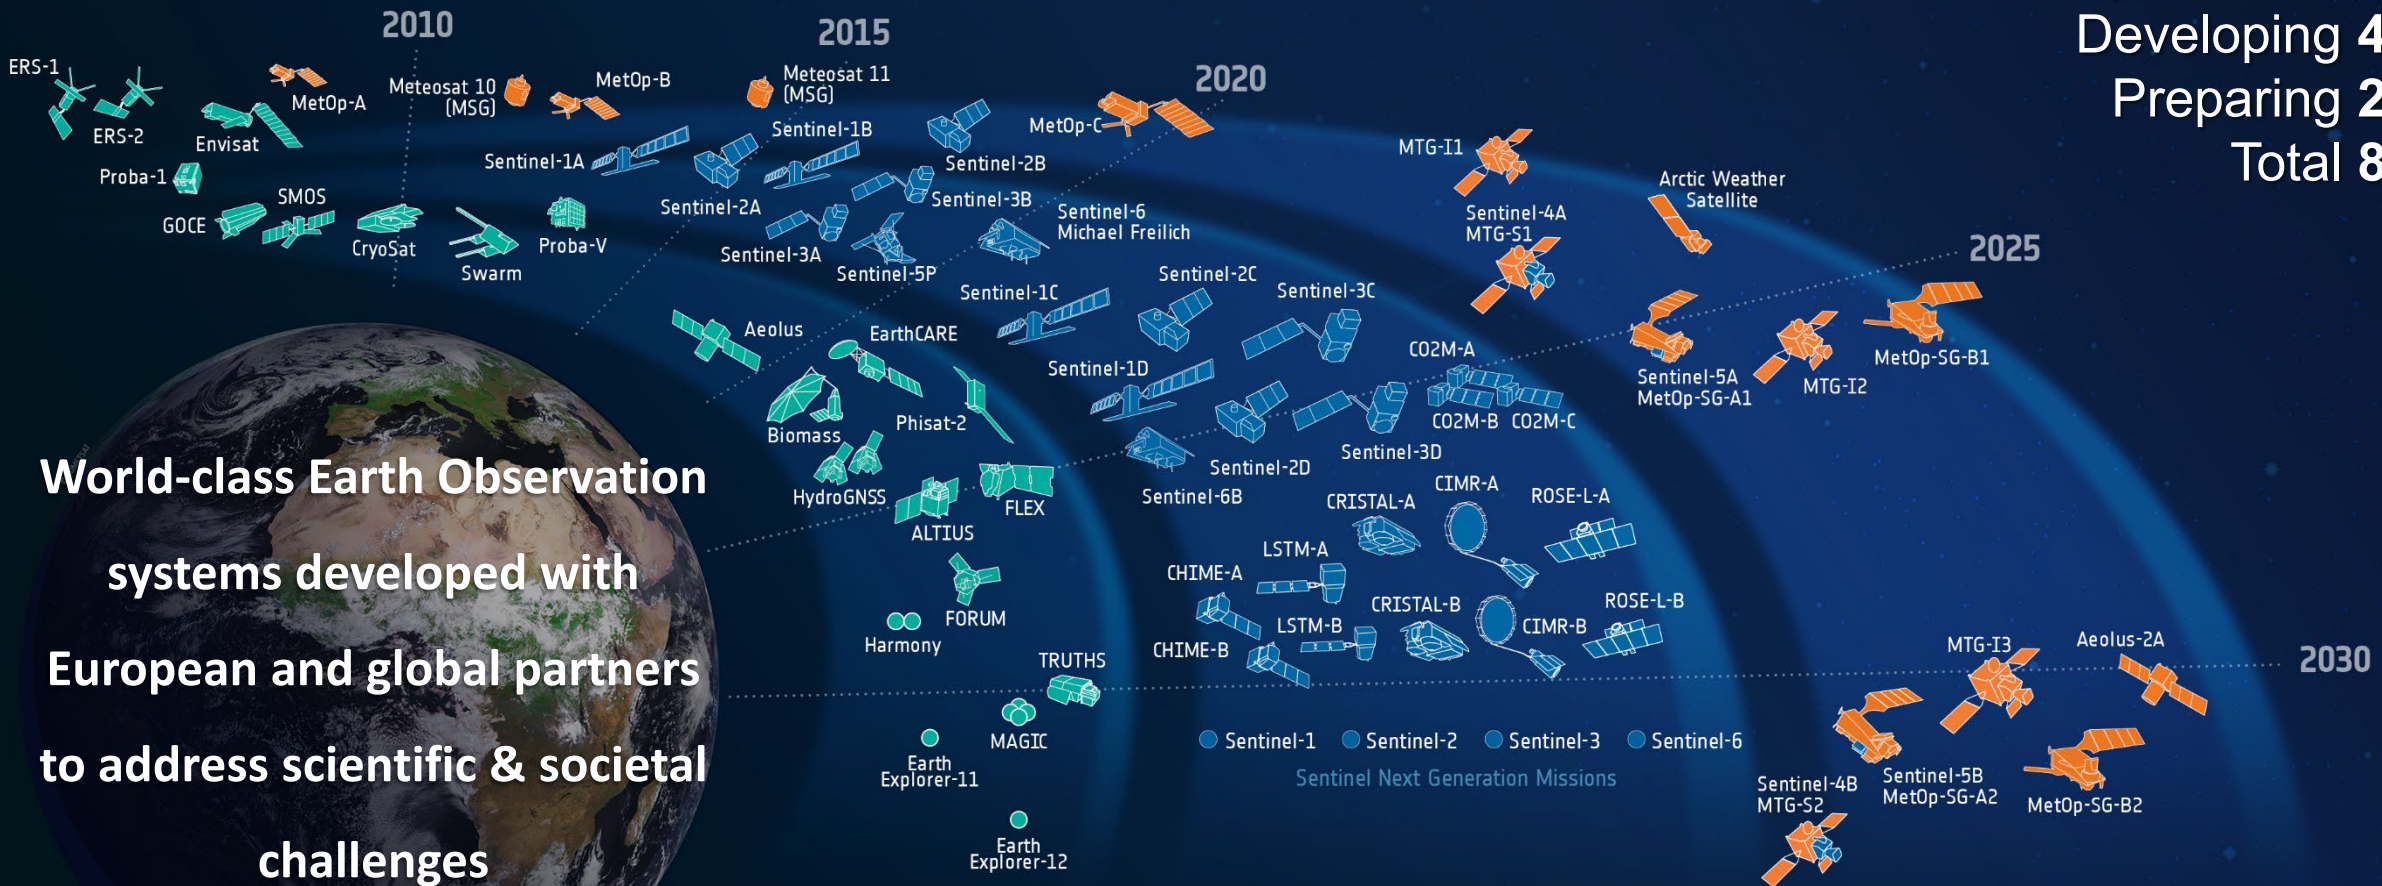 2010
2015
2020
2025
2030
Developing 4
Preparing 2
Total 8
ERS-1
ERS-2
Envisat
MetOp-A
Meteosat 10
(MSG)
MetOp-B
Meteosat 11
(MSG)
MetOp-C
MTG-I1
Sentinel-4A
MTG-S1
Arctic Weather
Satellite
Sentinel-5A
MetOp-SG-A1
MTG-I2
MetOp-SG-B1
Proba-1
GOCE
SMOS
CryoSat
Swarm
Proba-V
Sentinel-1A
Sentinel-2A
Sentinel-1B
Sentinel-2B
Sentinel-3A
Sentinel-3B
Sentinel-5P
Sentinel-6
Michael Freilich
Sentinel-1C
Sentinel-2C
Sentinel-3C
Sentinel-1D
Sentinel-2D
Sentinel-3D
Sentinel-6B
CO2M-A
CO2M-B
CO2M-C
Aeolus
EarthCARE
Biomass
Phisat-2
HydroGNSS
ALTIUS
FLEX
FORUM
Harmony
TRUTHS
MAGIC
Earth
Explorer-11
Earth
Explorer-12
CRISTAL-A
CIMR-A
ROSE-L-A
CHIME-A
LSTM-A
CRISTAL-B
CIMR-B
ROSE-L-B
CHIME-B
LSTM-B
Sentinel-1
Sentinel-2
Sentinel-3
Sentinel-6
Sentinel Next Generation Missions
MTG-I3
Aeolus-2A
Sentinel-4B
MTG-S2
Sentinel-5B
MetOp-SG-A2
MetOp-SG-B2
World-class Earth Observation
systems developed with
European and global partners
to address scientific & societal
challenges